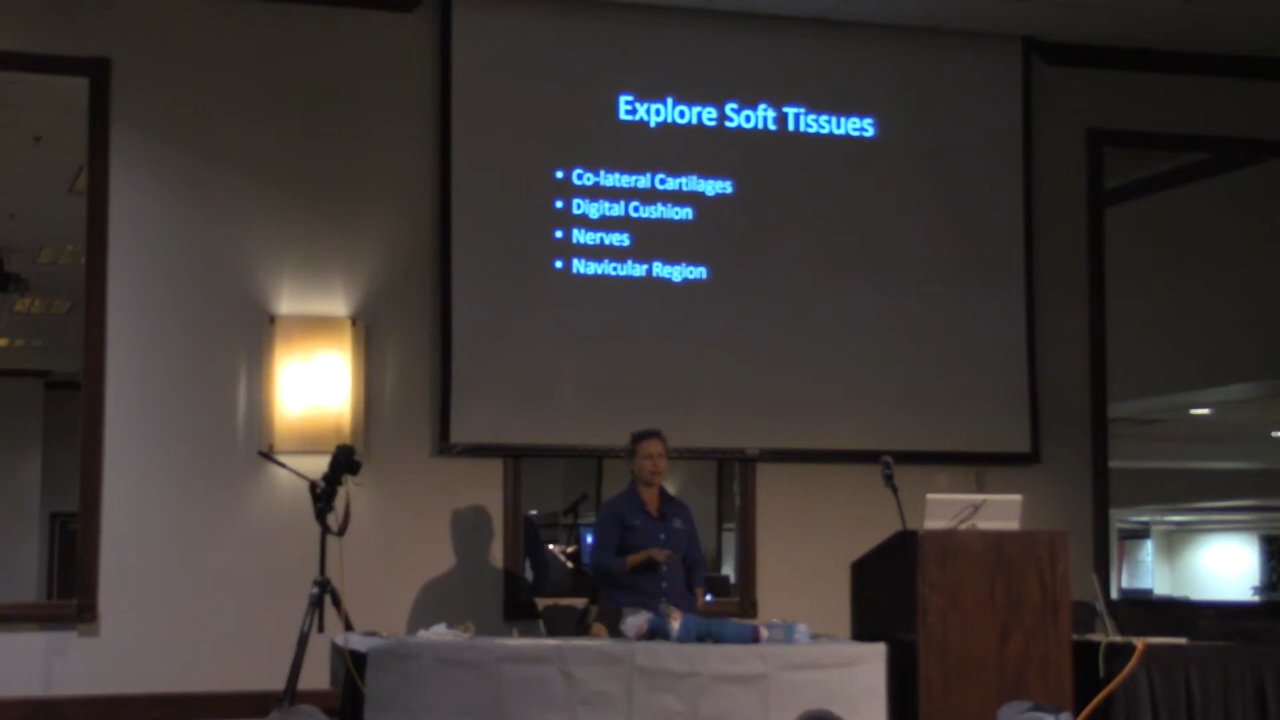 Explore Soft Tissues
• Co-lateral Cartilages
• Digital Cushion
• Nerves
• Navicular Region